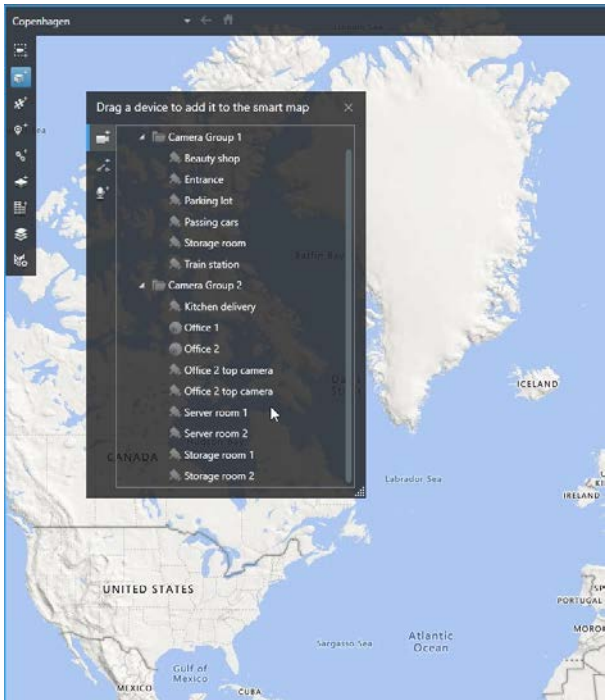 Copenhagen
Drag a device to add it to the smart map
Camera Group 1
Beauty shop
Entrance
Parking lot
Passing cars
Storage room
Train station
Camera Group 2
Kitchen delivery
Office 1
Office 2
Office 2 top camera
Office 2 top camera
Server room 1
Server room 2
Storage room 1
Storage room 2
Baffin Bay
ICELAND
CANADA
Labrador Sea
IRELAND
UNITED STATES
PORTUGAL
Sargasso Sea
Atlantic
Ocean
Gulf of
Mexico
MEXICO
CUBA